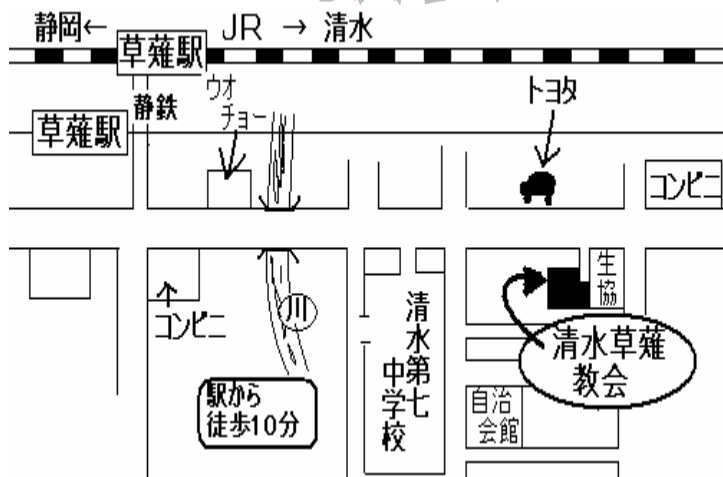 静岡← JR → 清水
草薙駅
静鉄
草薙駅
ウオ
チョー
トヨタ
コンビニ
コンビニ
川
駅から
徒歩10分
清水第七
中学校
生協
清水草薙
教会
自治
会館